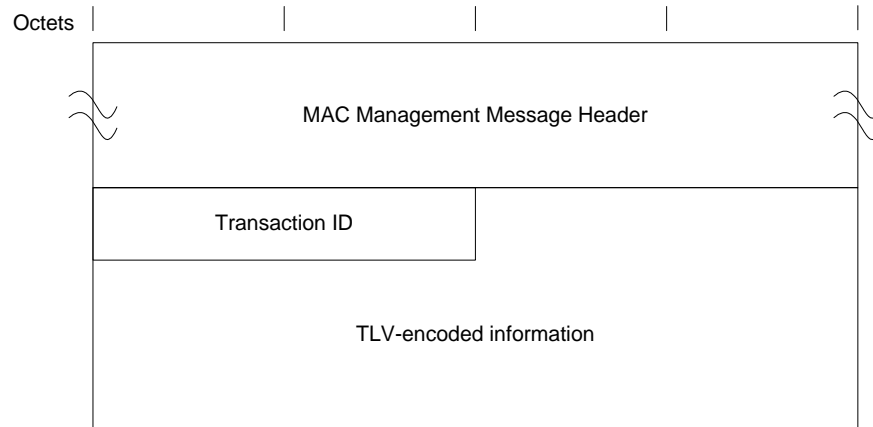 Octets
MAC Management Message Header
Transaction ID
TLV-encoded information